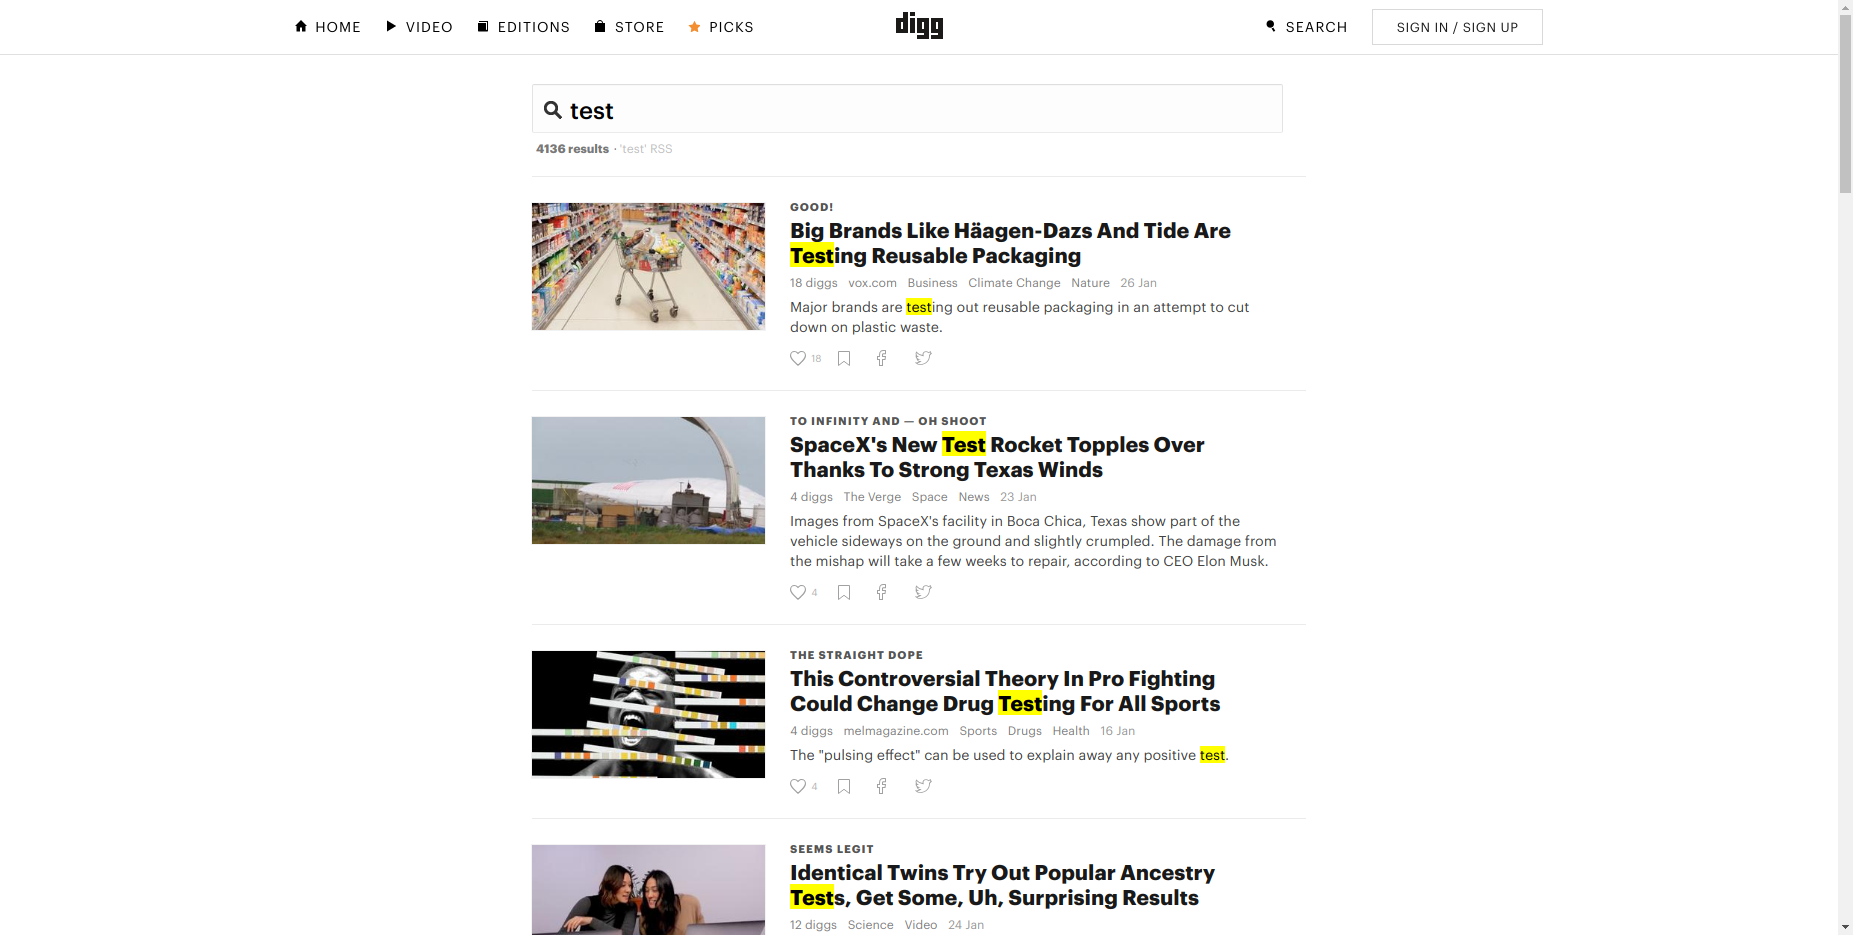 HOME VIDEO EDITIONS STORE PICKS digg SEARCH SIGN IN / SIGN UP
test
4136 results · 'test' RSS
GOOD!
Big Brands Like Häagen-Dazs And Tide Are
Testing Reusable Packaging
18 diggs vox.com Business Climate Change Nature 26 Jan
Major brands are testing out reusable packaging in an attempt to cut
down on plastic waste.
18
TO INFINITY AND — OH SHOOT
SpaceX's New Test Rocket Topples Over
Thanks To Strong Texas Winds
4 diggs The Verge Space News 23 Jan
Images from SpaceX's facility in Boca Chica, Texas show part of the
vehicle sideways on the ground and slightly crumpled. The damage from
the mishap will take a few weeks to repair, according to CEO Elon Musk.
4
THE STRAIGHT DOPE
This Controversial Theory In Pro Fighting
Could Change Drug Testing For All Sports
4 diggs melmagazine.com Sports Drugs Health 16 Jan
The "pulsing effect" can be used to explain away any positive test.
4
SEEMS LEGIT
Identical Twins Try Out Popular Ancestry
Tests, Get Some, Uh, Surprising Results
12 diggs Science Video 24 Jan